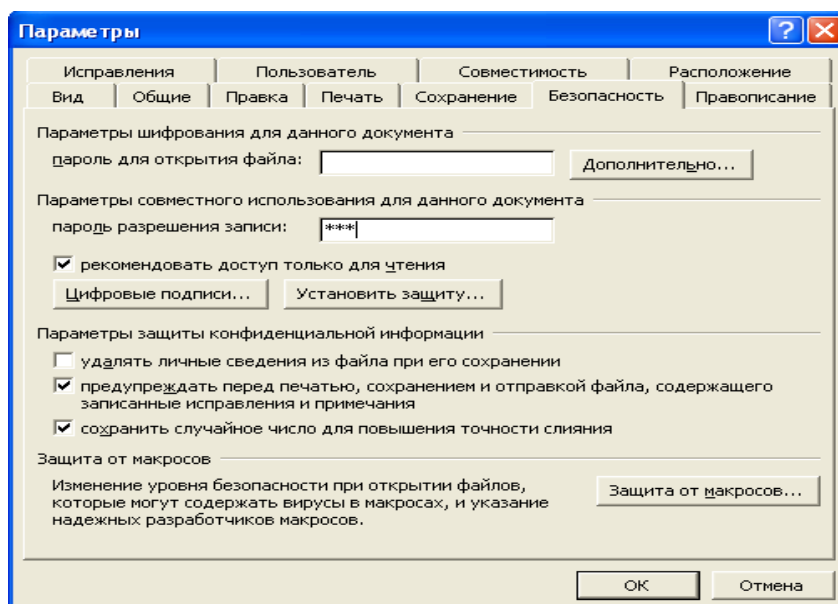 Параметры
Исправления Пользователь Совместимость Расположение
Вид Общие Правка Печать Сохранение Безопасность Правописание
Параметры шифрования для данного документа
пароль для открытия файла: Дополнительно...
Параметры совместного использования для данного документа
пароль разрешения записи: ***
рекомендовать доступ только для чтения
Цифровые подписи... Установить защиту...
Параметры защиты конфиденциальной информации
удалять личные сведения из файла при его сохранении
предупреждать перед печатью, сохранением и отправкой файла, содержащего
записанные исправления и примечания
сохранить случайное число для повышения точности слияния
Защита от макросов
Изменение уровня безопасности при открытии файлов,
которые могут содержать вирусы в макросах, и указание
надежных разработчиков макросов.
Защита от макросов...
ОК Отмена